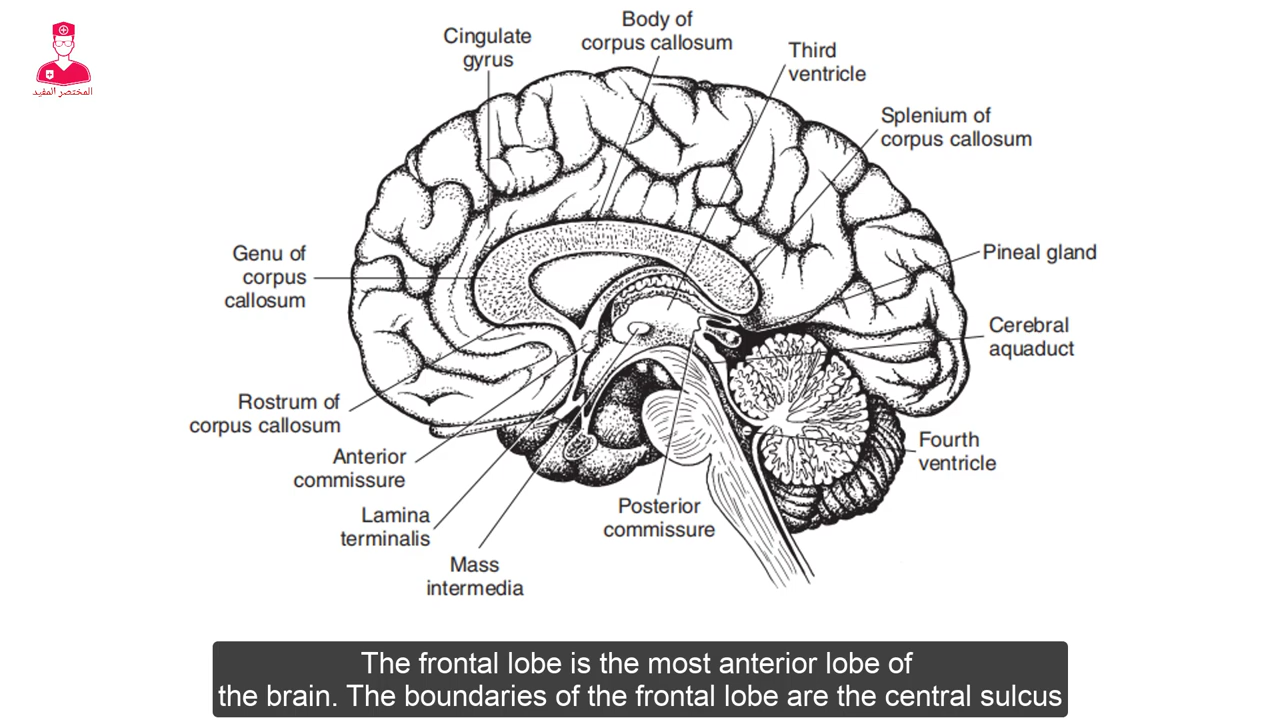 المختصر المفيد
Cingulate
gyrus
Body of
corpus callosum
Third
ventricle
Splenium of
corpus callosum
Genu of
corpus
callosum
Pineal gland
Cerebral
aquaduct
Rostrum of
corpus callosum
Anterior
commissure
Fourth
ventricle
Lamina
terminalis
Posterior
commissure
Mass
intermedia
The frontal lobe is the most anterior lobe of
the brain. The boundaries of the frontal lobe are the central sulcus